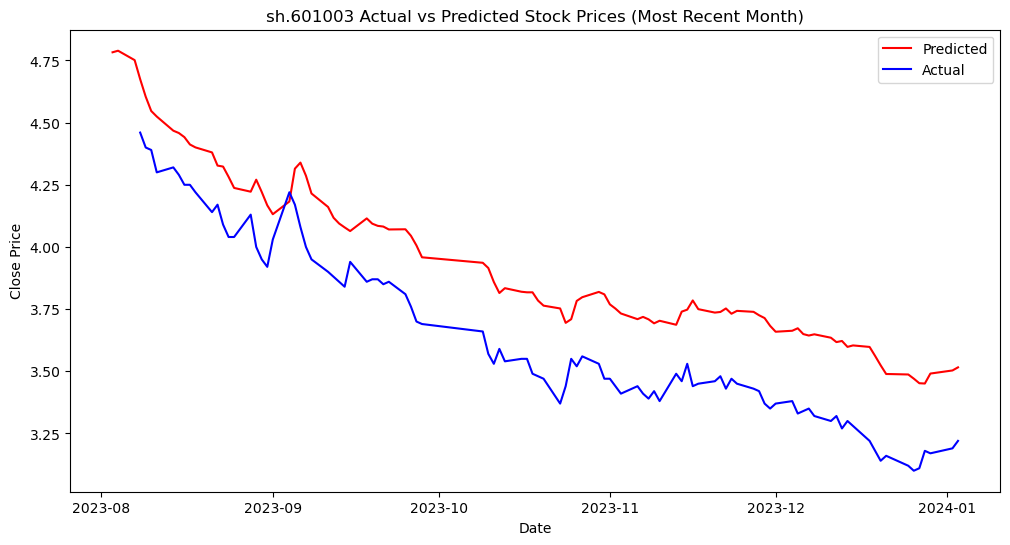 sh.601003 Actual vs Predicted Stock Prices (Most Recent Month)
Predicted
Actual
Close Price
4.75
4.50
4.25
4.00
3.75
3.50
3.25
2023-08
2023-09
2023-10
2023-11
2023-12
2024-01
Date